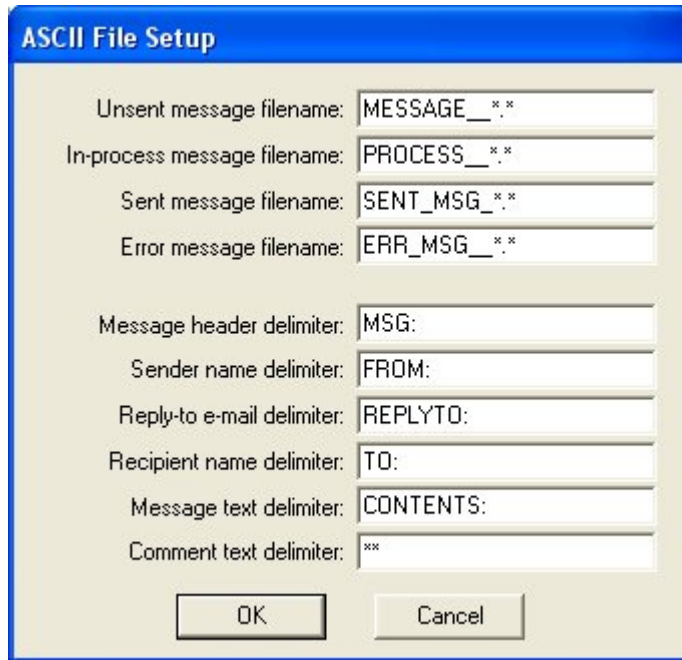 ASCII File Setup
Unsent message filename: MESSAGE__*.*
In-process message filename: PROCESS__*.*
Sent message filename: SENT_MSG_*.*
Error message filename: ERR_MSG__*.*
Message header delimiter: MSG:
Sender name delimiter: FROM:
Reply-to e-mail delimiter: REPLYTO:
Recipient name delimiter: TO:
Message text delimiter: CONTENTS:
Comment text delimiter: **
OK Cancel